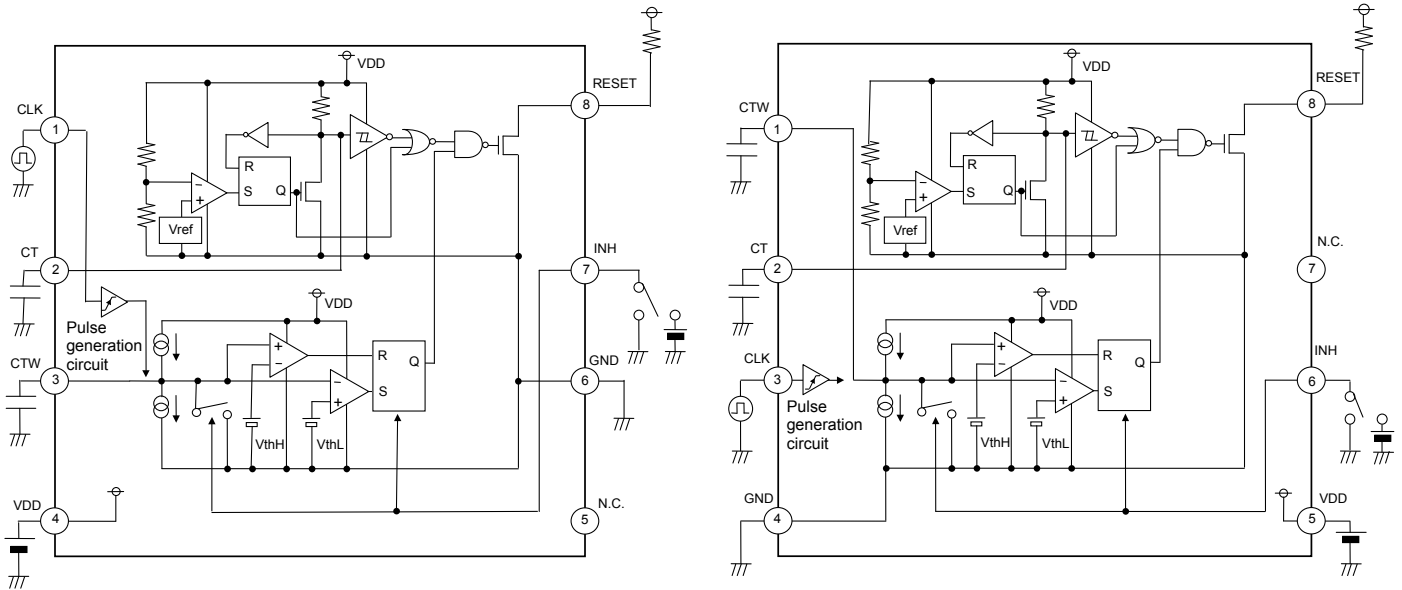 VDD
RESET
8
CLK
1
R
S
Q
−
+
Vref
CT
2
INH
7
VDD
Pulse
generation
circuit
CTW
3
+
−
R
Q
−
+
S
GND
6
VthH
VthL
VDD
4
N.C.
5
VDD
RESET
8
CTW
1
R
S
Q
−
+
Vref
CT
2
N.C.
7
VDD
CLK
3
Pulse
generation
circuit
+
−
R
Q
−
+
S
INH
6
VthH
VthL
GND
4
VDD
5